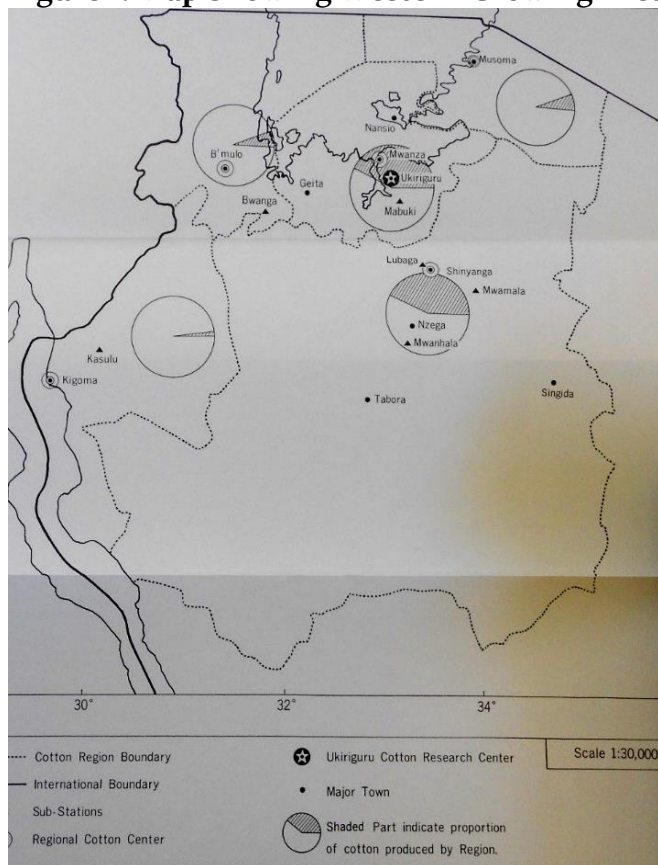 Musoma
Nansio
B'mulo
Mwanza
Geita
Ukiriguru
Bwanga
Mabuki
Lubaga
Shinyanga
Mwamala
Nzega
Mwanhala
Kasulu
Kigoma
Singida
Tabora
30°
32°
34°
Cotton Region Boundary
Ukiriguru Cotton Research Center
Scale 1:30,000
International Boundary
Major Town
Sub-Stations
Shaded Part indicate proportion
Regional Cotton Center
of cotton produced by Region.